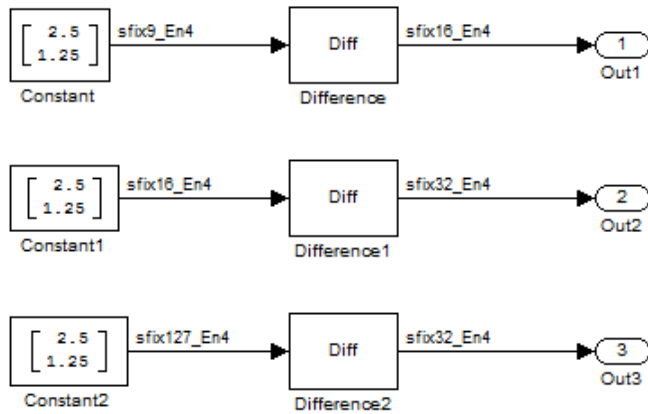 2.5
1.25
sfix9_En4
Diff
sfix16_En4
1
Constant
Difference
Out1
2.5
1.25
sfix16_En4
Diff
sfix32_En4
2
Constant1
Difference1
Out2
2.5
1.25
sfix127_En4
Diff
sfix32_En4
3
Constant2
Difference2
Out3